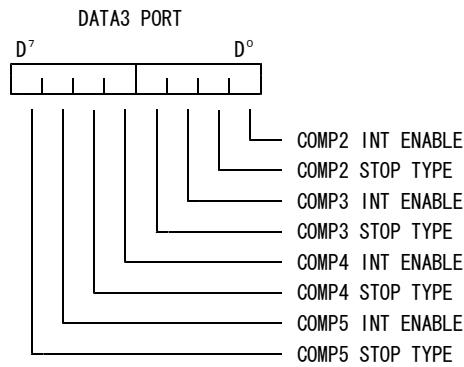 DATA3 PORT
D⁷ D⁰
COMP2 INT ENABLE
COMP2 STOP TYPE
COMP3 INT ENABLE
COMP3 STOP TYPE
COMP4 INT ENABLE
COMP4 STOP TYPE
COMP5 INT ENABLE
COMP5 STOP TYPE